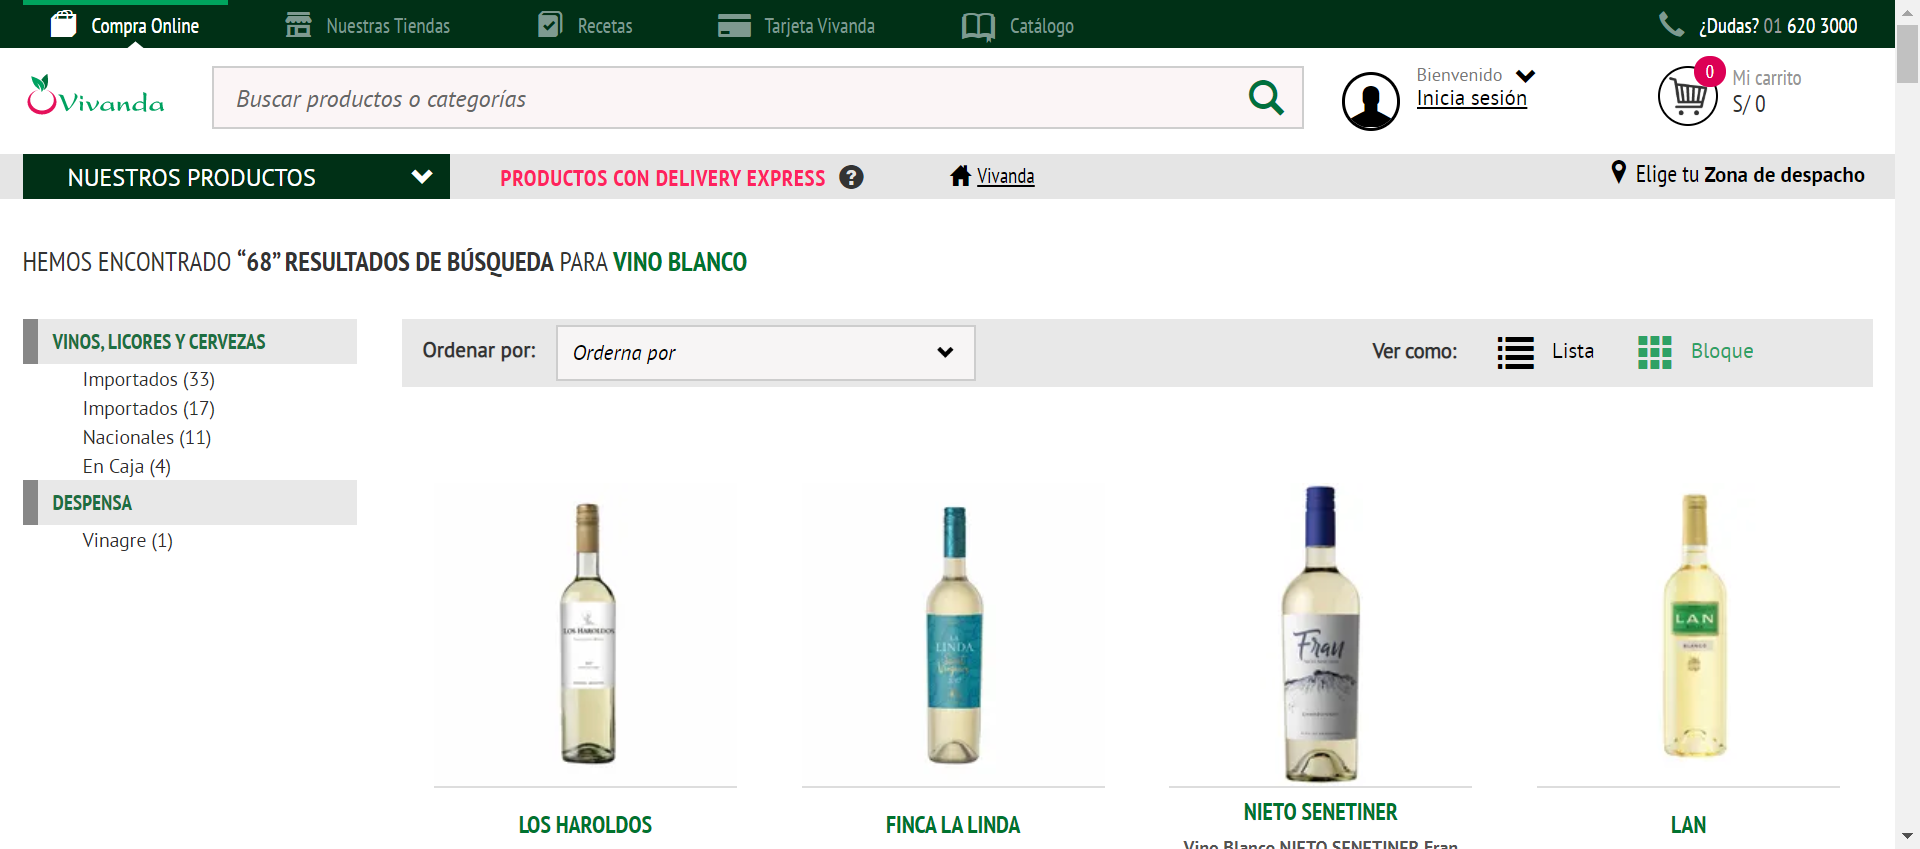 Compra Online
Nuestras Tiendas
Recetas
Tarjeta Vivanda
Catálogo
¿Dudas? 01 620 3000
Vivanda
Buscar productos o categorías
Bienvenido
Inicia sesión
0
Mi carrito
S/ 0
NUESTROS PRODUCTOS
PRODUCTOS CON DELIVERY EXPRESS ?
Vivanda
Elige tu Zona de despacho
HEMOS ENCONTRADO “68” RESULTADOS DE BÚSQUEDA PARA VINO BLANCO
VINOS, LICORES Y CERVEZAS
Importados (33)
Importados (17)
Nacionales (11)
En Caja (4)
DESPENSA
Vinagre (1)
Ordenar por:
Orderna por
Ver como:
Lista
Bloque
LOS HAROLDOS
LA
LINDA
Fran
LAN
BLANCO
LOS HAROLDOS
FINCA LA LINDA
NIETO SENETINER
Vino Blanco NIETO SENETINER Fran
LAN